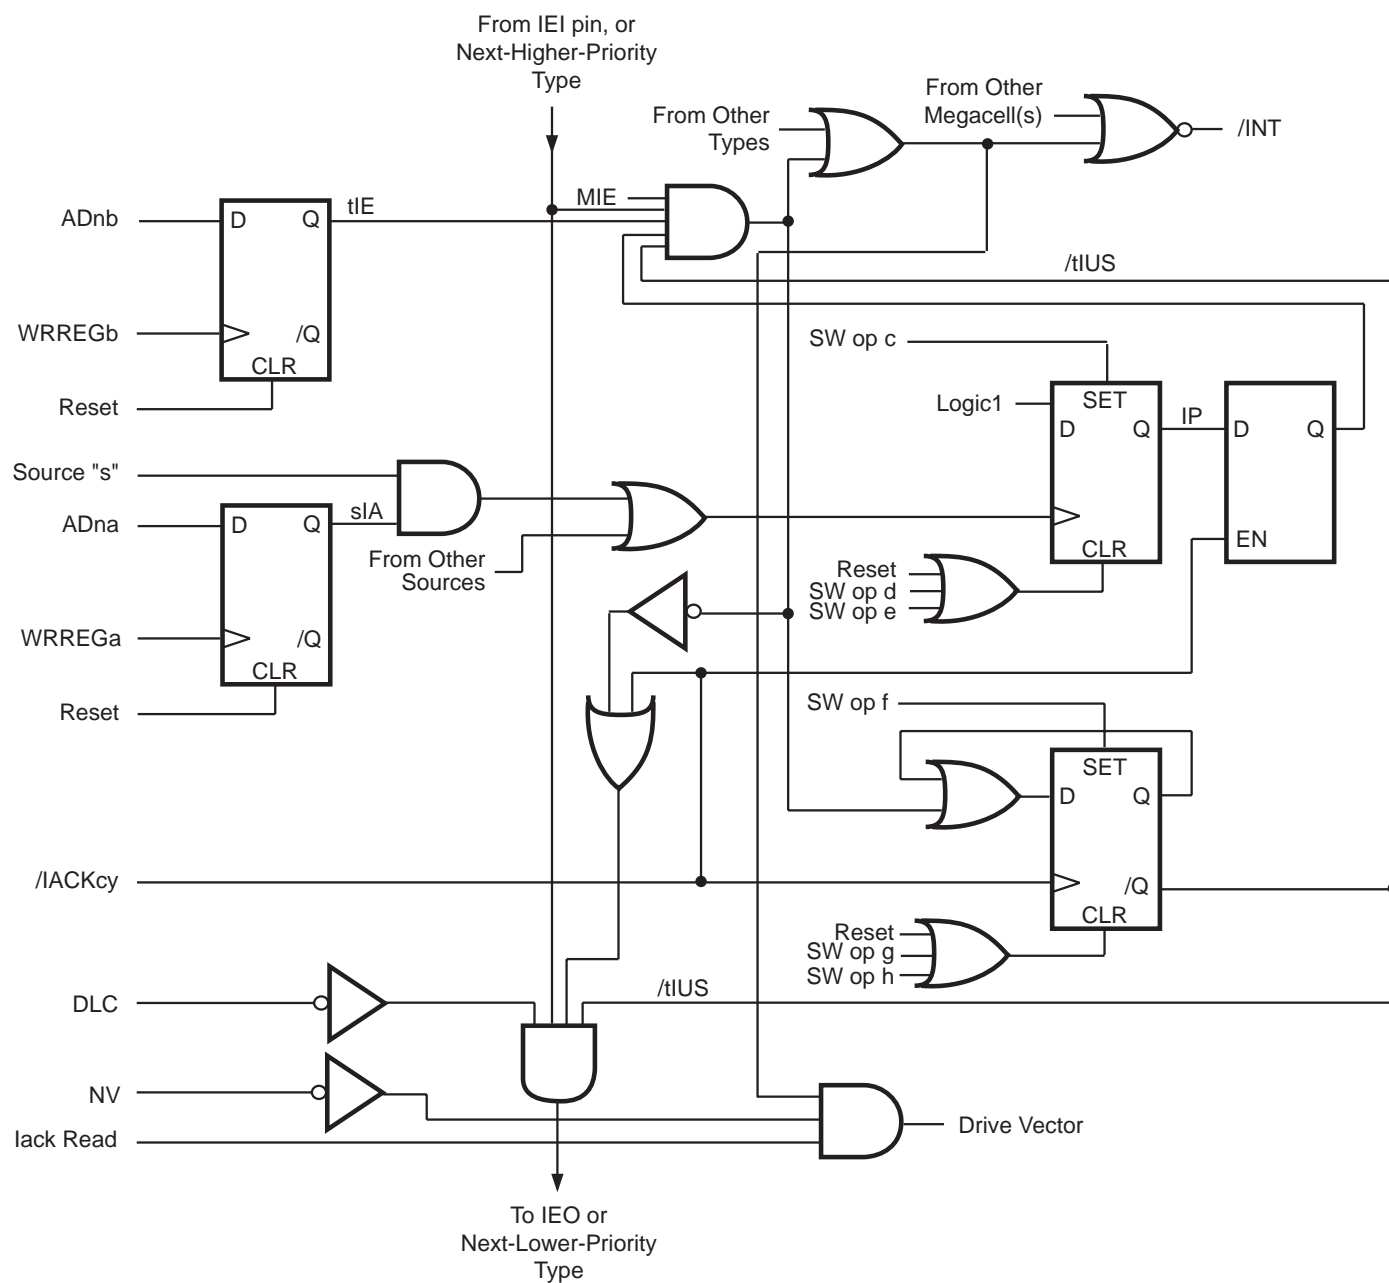 From IEI pin, or
Next-Higher-Priority
Type
From Other
Types
From Other
Megacell(s)
/INT
MIE
ADnb
D
Q
tIE
/tIUS
WRREGb
/Q
CLR
Reset
SW op c
Logic1
SET
D
Q
IP
D
Q
Source "s"
ADna
D
Q
sIA
From Other
Sources
CLR
EN
Reset
SW op d
SW op e
WRREGa
/Q
CLR
Reset
SW op f
SET
D
Q
/IACKcy
/Q
CLR
Reset
SW op g
SW op h
DLC
/tIUS
NV
Iack Read
Drive Vector
To IEO or
Next-Lower-Priority
Type